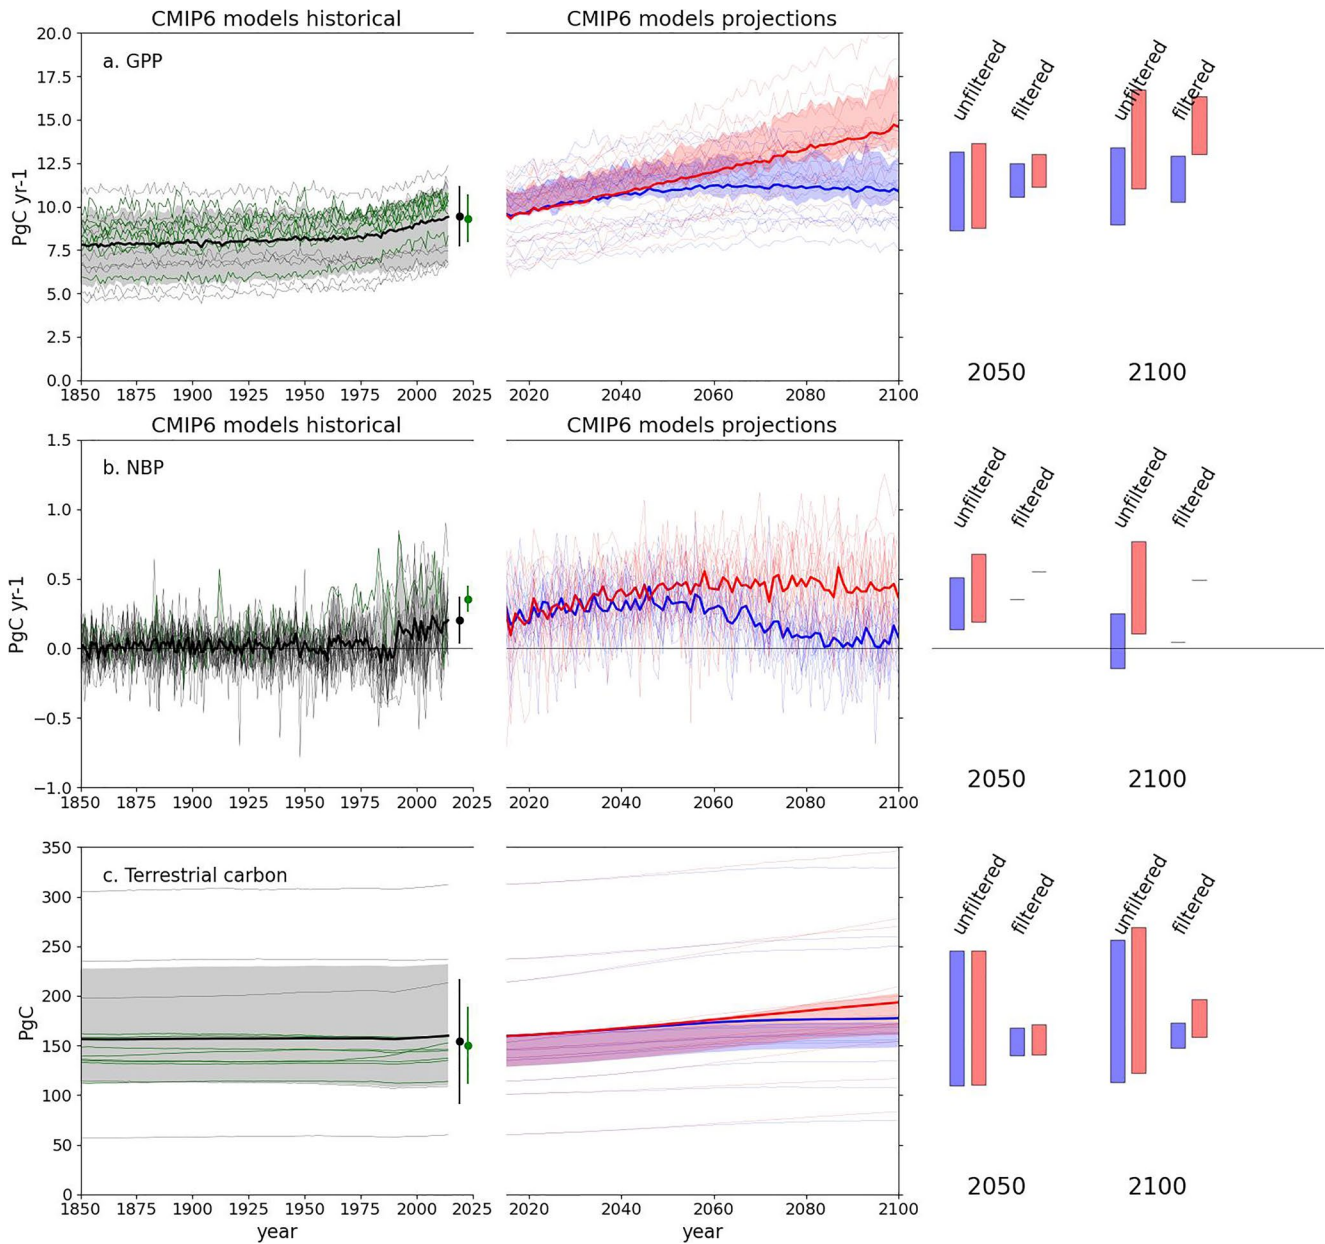 CMIP6 models historical
CMIP6 models projections
a. GPP
PgC yr-1
20.0
17.5
15.0
12.5
10.0
7.5
5.0
2.5
0.0
1850 1875 1900 1925 1950 1975 2000 2025
2020 2040 2060 2080 2100
unfiltered
filtered
unfiltered
filtered
2050
2100
CMIP6 models historical
CMIP6 models projections
b. NBP
PgC yr-1
1.5
1.0
0.5
0.0
−0.5
−1.0
1850 1875 1900 1925 1950 1975 2000 2025
2020 2040 2060 2080 2100
unfiltered
filtered
unfiltered
filtered
2050
2100
c. Terrestrial carbon
PgC
350
300
250
200
150
100
50
0
1850 1875 1900 1925 1950 1975 2000 2025
year
2020 2040 2060 2080 2100
year
unfiltered
filtered
unfiltered
filtered
2050
2100